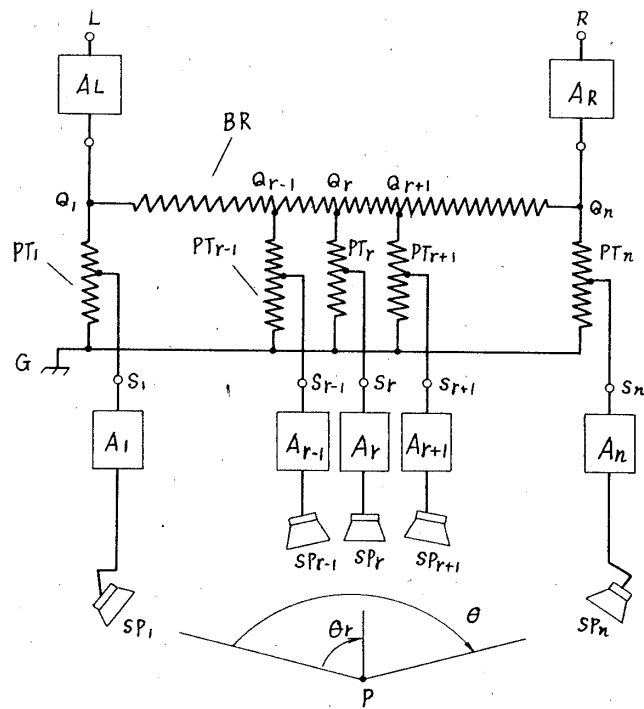 L R
AL AR
BR
Q1 Qr-1 Qr Qr+1 Qn
PT1 PTr-1 PTr PTr+1 PTn
G
S1 Sr-1 Sr Sr+1 Sn
A1 Ar-1 Ar Ar+1 An
SPr-1 SPr SPr+1
SP1 SPn
θr θ
P